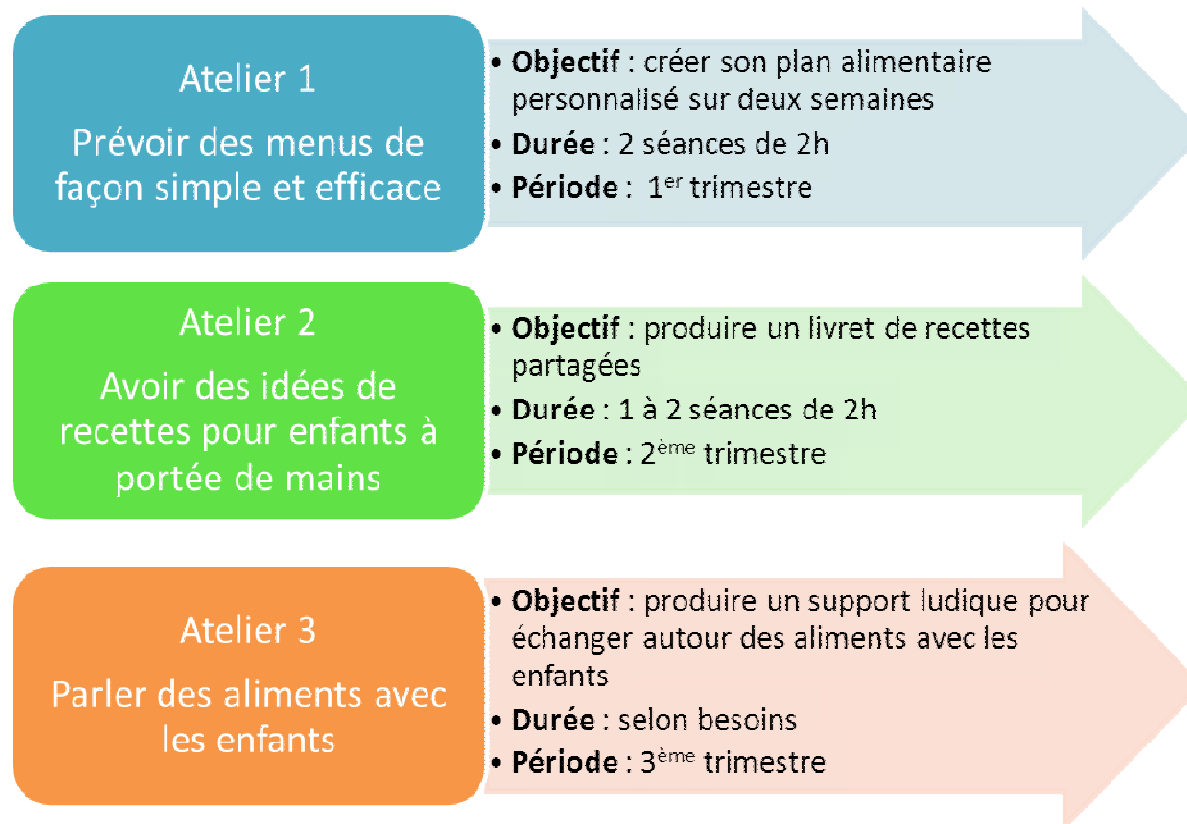 Atelier 1
Prévoir des menus de
façon simple et efficace
• Objectif : créer son plan alimentaire
personnalisé sur deux semaines
• Durée : 2 séances de 2h
• Période : 1er trimestre
Atelier 2
Avoir des idées de
recettes pour enfants à
portée de mains
• Objectif : produire un livret de recettes
partagées
• Durée : 1 à 2 séances de 2h
• Période : 2ème trimestre
Atelier 3
Parler des aliments avec
les enfants
• Objectif : produire un support ludique pour
échanger autour des aliments avec les
enfants
• Durée : selon besoins
• Période : 3ème trimestre